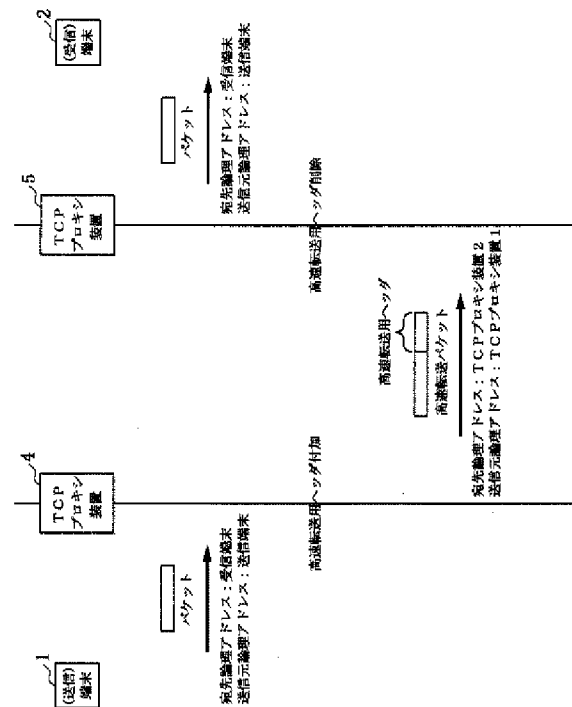 1
(送信)
端末
4
TCP
プロキシ
装置
5
TCP
プロキシ
装置
2
(受信)
端末
パケット
宛先論理アドレス：受信端末
送信元論理アドレス：送信端末
パケット
宛先論理アドレス：受信端末
送信元論理アドレス：送信端末
高速転送用ヘッダ付加
高速転送用ヘッダ削除
高速転送用ヘッダ
高速転送パケット
宛先論理アドレス：TCPプロキシ装置2
送信元論理アドレス：TCPプロキシ装置1